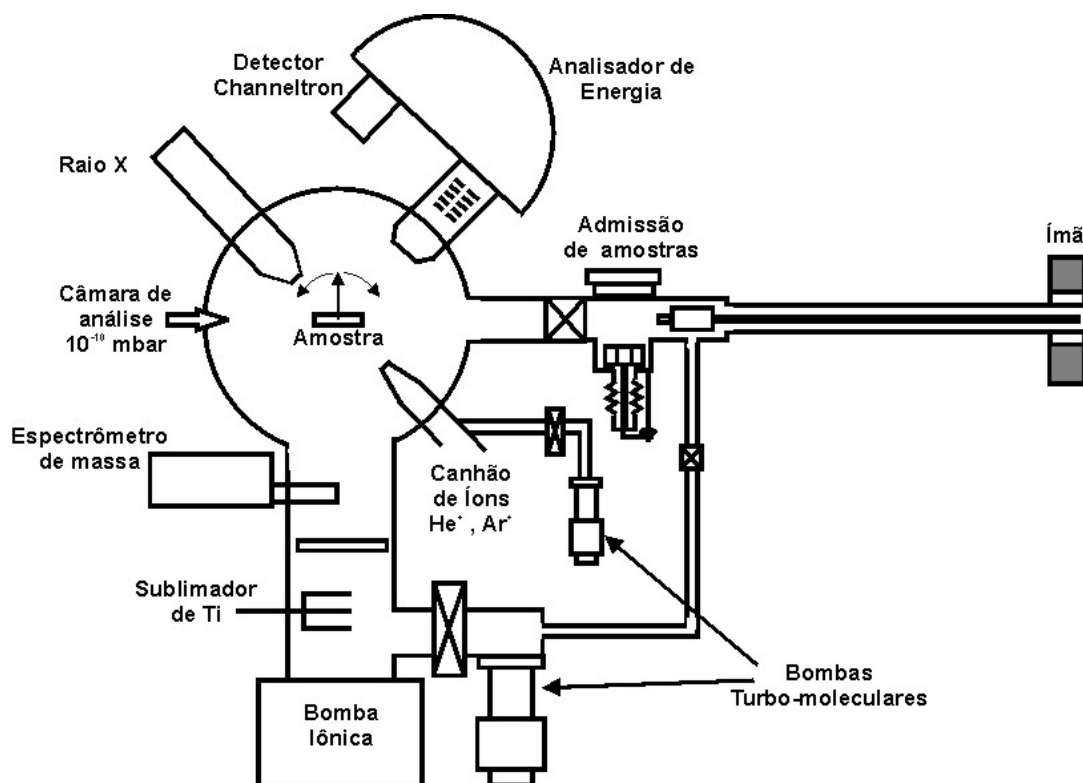 Detector
Channeltron
Analisador de
Energia
Raio X
Admissão
de amostras
Ímã
Câmara de
análise
10⁻¹⁰ mbar
Amostra
Espectrômetro
de massa
Canhão
de Íons
He⁺ , Ar⁺
Sublimador
de Ti
Bombas
Turbo-moleculares
Bomba
Iônica